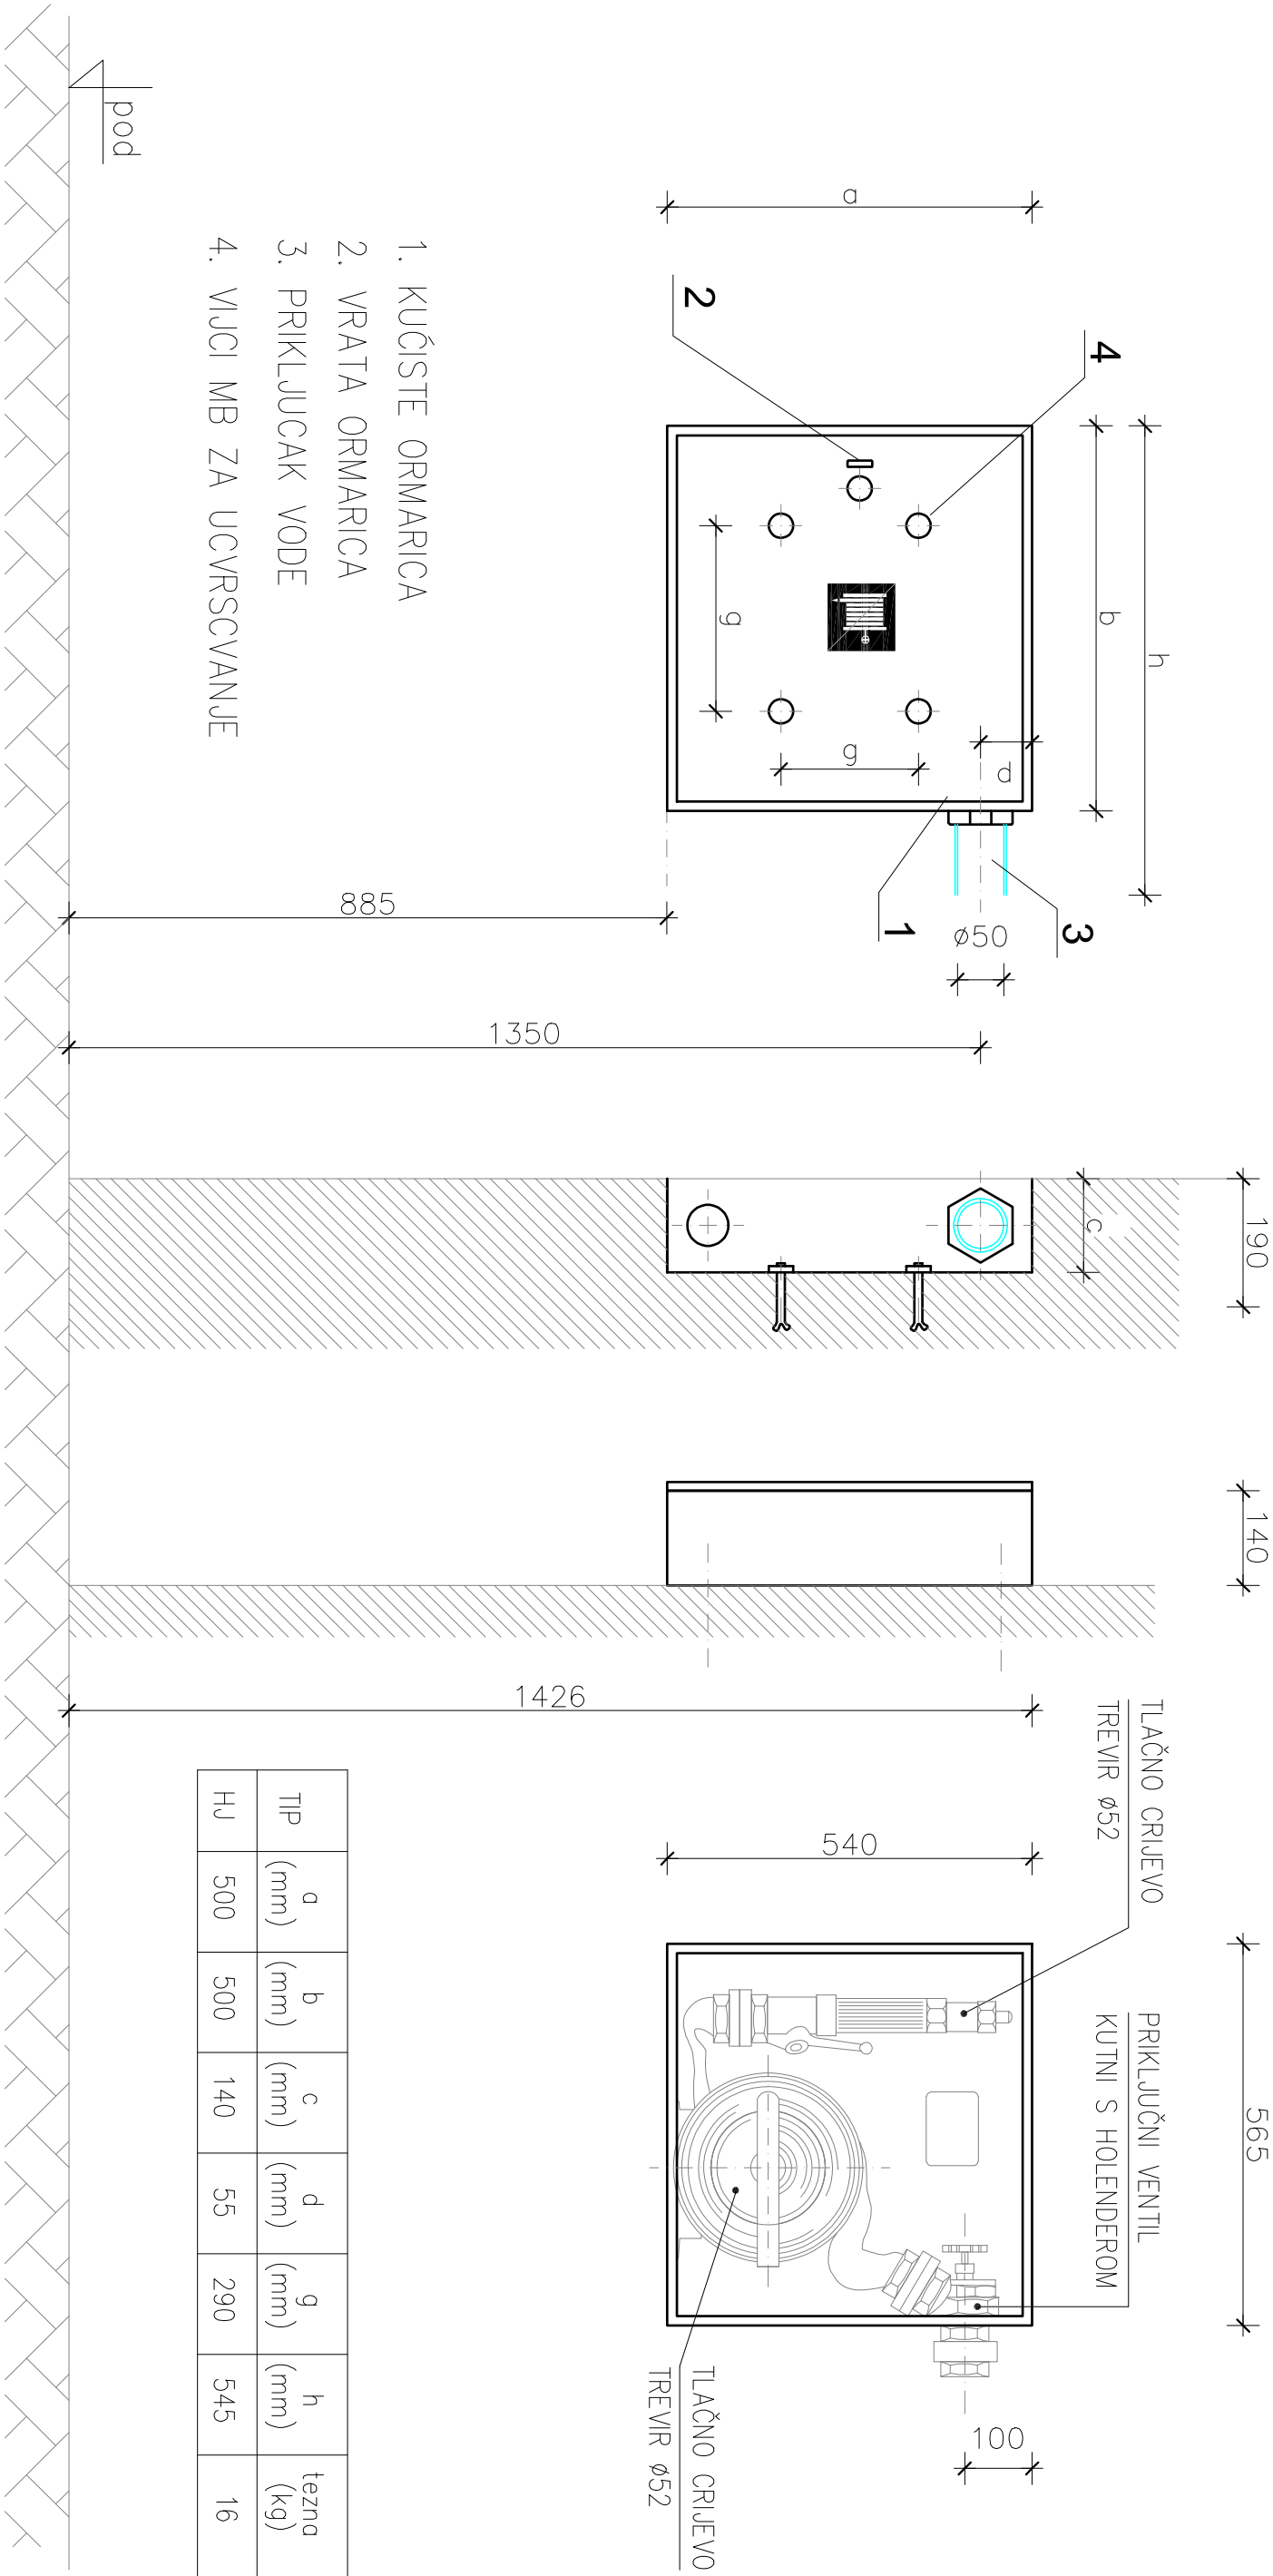 h
b
a
4
2
g
g
d
1
3
ø50
885
1350
pod
1. KUĆISTE ORMARICA
2. VRATA ORMARICA
3. PRIKLJUCAK VODE
4. VIJCI MB ZA UCVRSCVANJE
190
c
140
1426
TLAČNO CRIJEVO
TREVIR ø52
PRIKLJUČNI VENTIL
KUTNI S HOLENDEROM
565
540
100
TLAČNO CRIJEVO
TREVIR ø52
TIP a (mm) b (mm) c (mm) d (mm) g (mm) h (mm) tezna (kg)
HJ 500 500 140 55 290 545 16